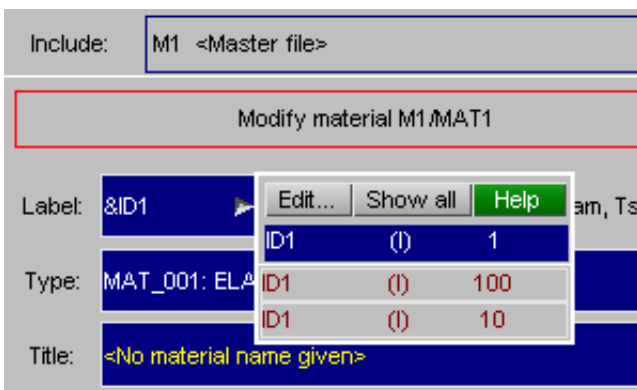 Include: M1 <Master file>
Modify material M1/MAT1
Label: &ID1
Edit... Show all Help
am, Ts
ID1 (I) 1
Type: MAT_001: ELA
ID1 (I) 100
ID1 (I) 10
Title: <No material name given>